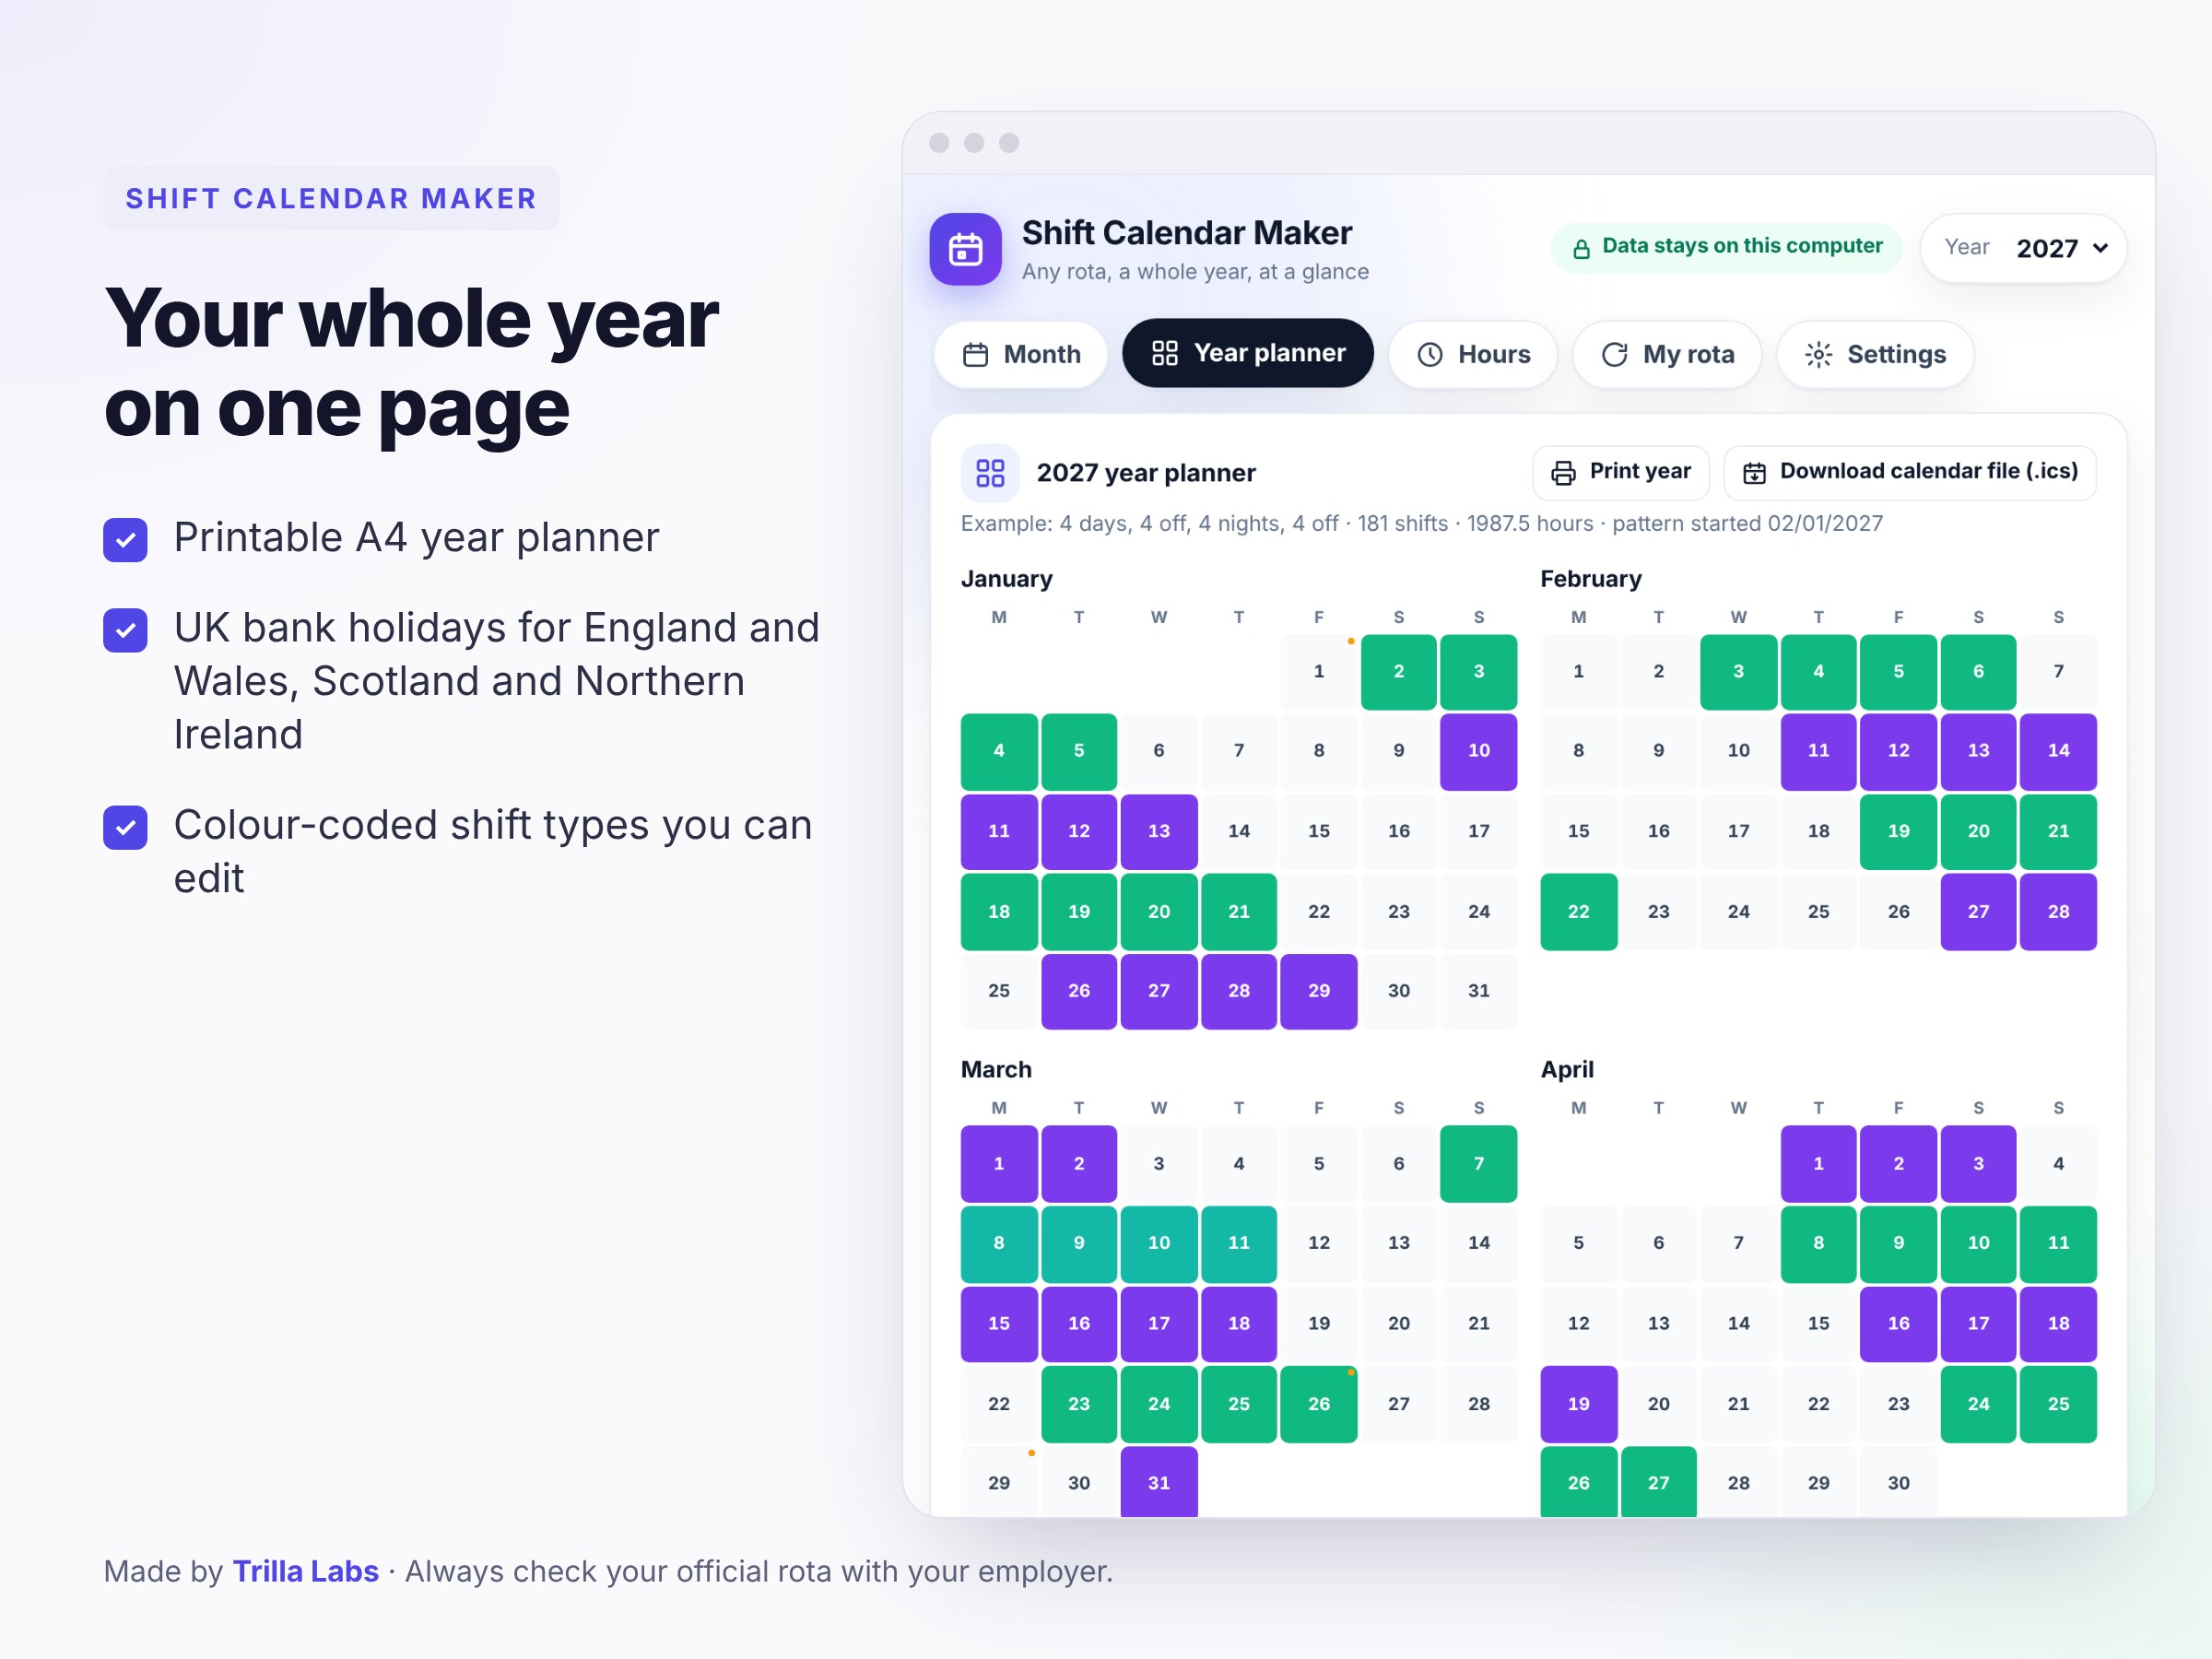 SHIFT CALENDAR MAKER
Your whole year
on one page
Printable A4 year planner
UK bank holidays for England and
Wales, Scotland and Northern
Ireland
Colour-coded shift types you can
edit
Shift Calendar Maker
Any rota, a whole year, at a glance
Data stays on this computer
Year 2027
Month Year planner Hours My rota Settings
2027 year planner
Print year Download calendar file (.ics)
Example: 4 days, 4 off, 4 nights, 4 off · 181 shifts · 1987.5 hours · pattern started 02/01/2027
January
M T W T F S S
1 2 3
4 5 6 7 8 9 10
11 12 13 14 15 16 17
18 19 20 21 22 23 24
25 26 27 28 29 30 31
February
M T W T F S S
1 2 3 4 5 6 7
8 9 10 11 12 13 14
15 16 17 18 19 20 21
22 23 24 25 26 27 28
March
M T W T F S S
1 2 3 4 5 6 7
8 9 10 11 12 13 14
15 16 17 18 19 20 21
22 23 24 25 26 27 28
29 30 31
April
M T W T F S S
1 2 3 4
5 6 7 8 9 10 11
12 13 14 15 16 17 18
19 20 21 22 23 24 25
26 27 28 29 30
Made by Trilla Labs · Always check your official rota with your employer.